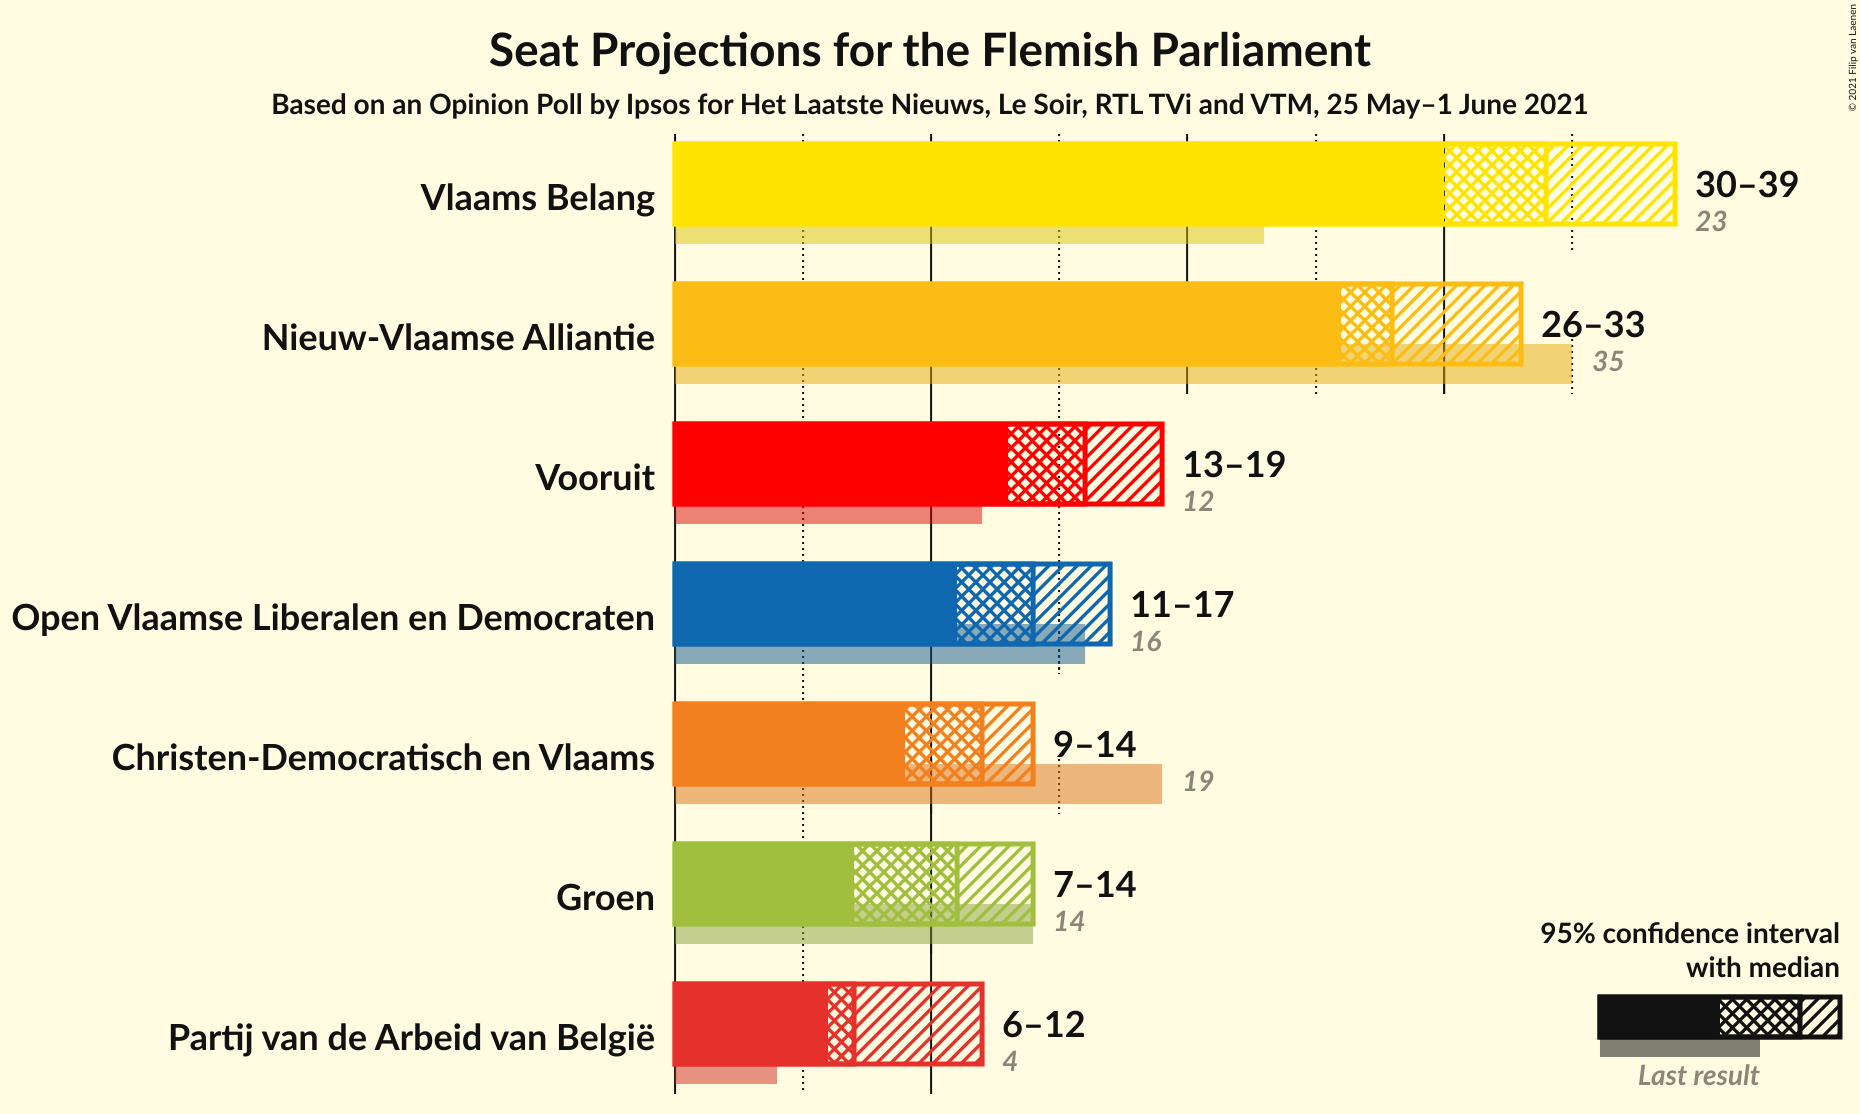 Seat Projections for the Flemish Parliament
Based on an Opinion Poll by Ipsos for Het Laatste Nieuws, Le Soir, RTL TVi and VTM, 25 May–1 June 2021
© 2021 Filip van Laenen
Vlaams Belang
30–39
23
Nieuw-Vlaamse Alliantie
26–33
35
Vooruit
13–19
12
Open Vlaamse Liberalen en Democraten
11–17
16
Christen-Democratisch en Vlaams
9–14
19
Groen
7–14
14
Partij van de Arbeid van België
6–12
4
95% confidence interval
with median
Last result